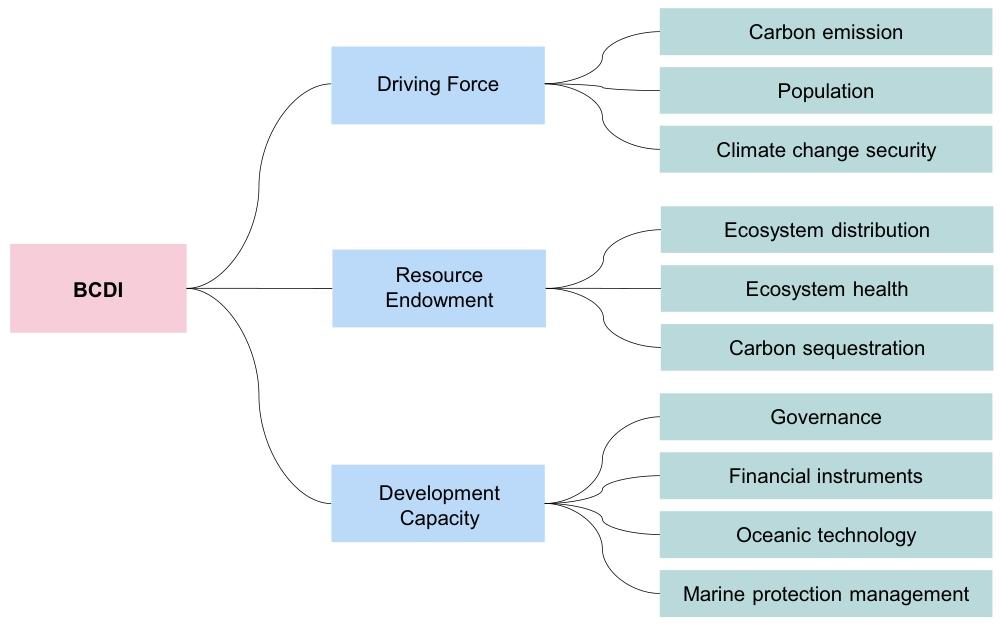 BCDI
Driving Force
Carbon emission
Population
Climate change security
Resource
Endowment
Ecosystem distribution
Ecosystem health
Carbon sequestration
Development
Capacity
Governance
Financial instruments
Oceanic technology
Marine protection management